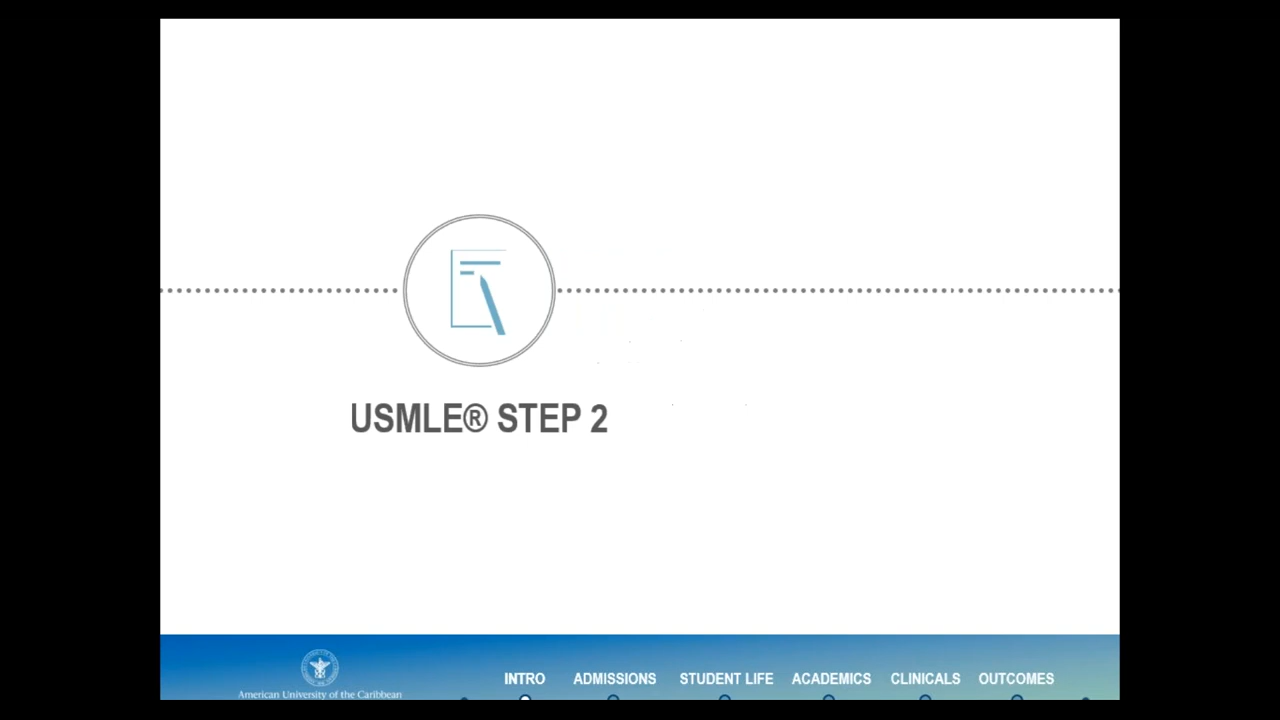 USMLE® STEP 2
American University of the Caribbean
INTRO ADMISSIONS STUDENT LIFE ACADEMICS CLINICALS OUTCOMES